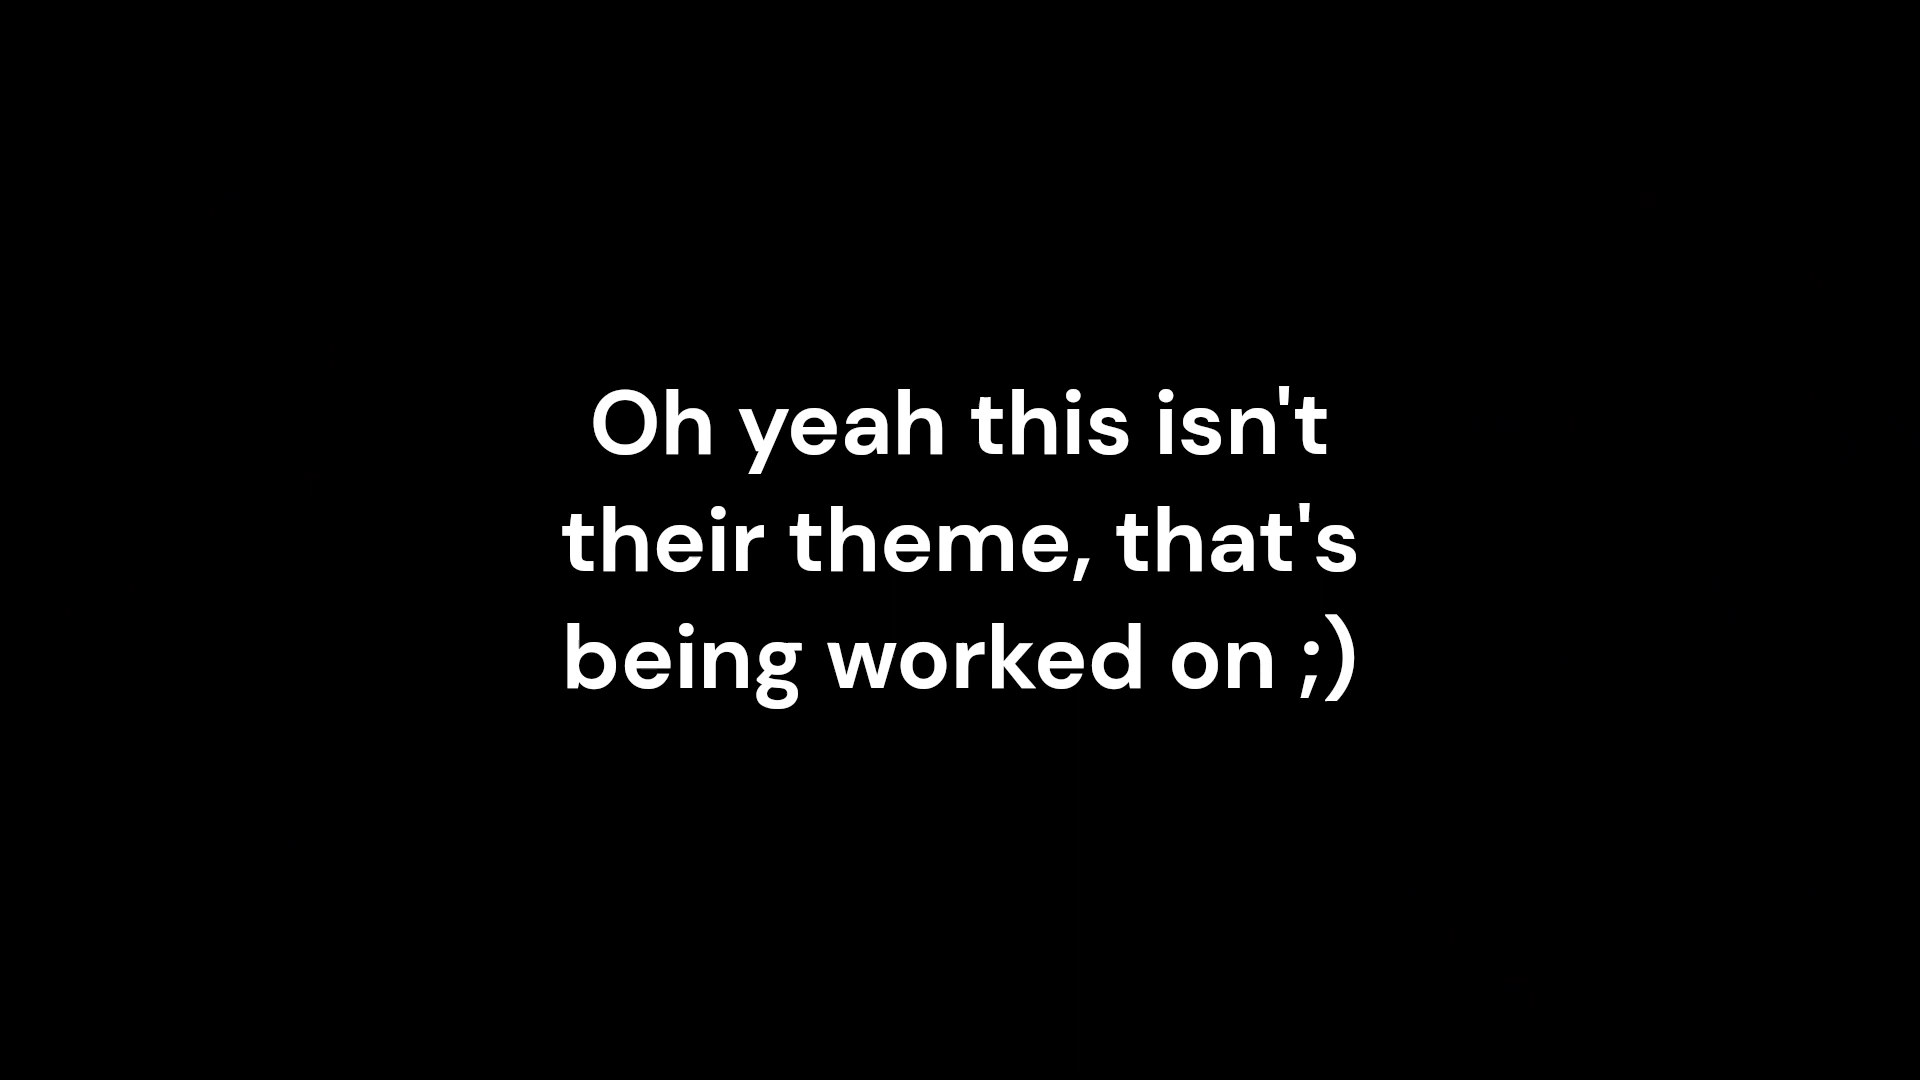 Oh yeah this isn't
their theme, that's
being worked on ;)